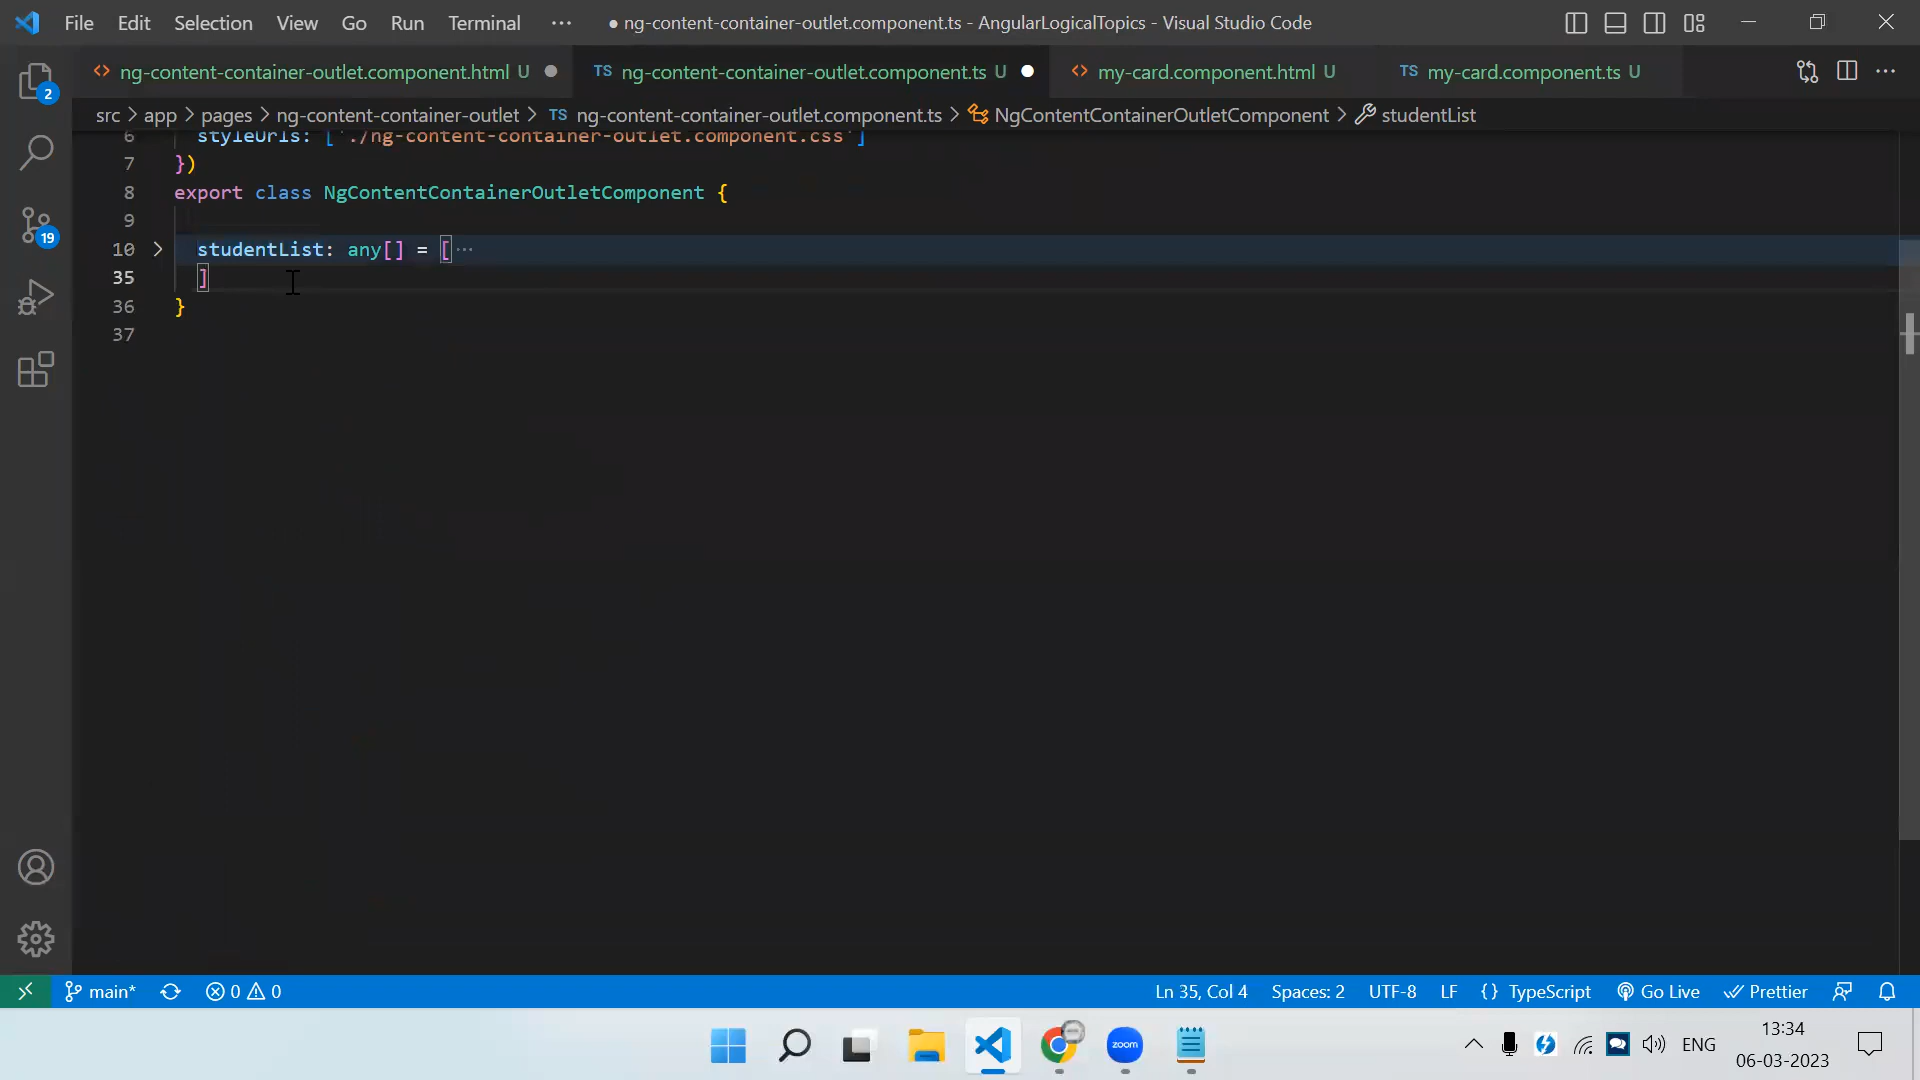 File Edit Selection View Go Run Terminal ··· ● ng-content-container-outlet.component.ts - AngularLogicalTopics - Visual Studio Code
<> ng-content-container-outlet.component.html U ● TS ng-content-container-outlet.component.ts U ● <> my-card.component.html U TS my-card.component.ts U ···
src > app > pages > ng-content-container-outlet > TS ng-content-container-outlet.component.ts > NgContentContainerOutletComponent > studentList
6 styleUrls: ['./ng-content-container-outlet.component.css']
7 })
8 export class NgContentContainerOutletComponent {
9
10 > studentList: any[] = [···
35 ]
36 }
37
2
19
main* 0 0 Ln 35, Col 4 Spaces: 2 UTF-8 LF {} TypeScript Go Live Prettier
zoom ENG 13:34
06-03-2023